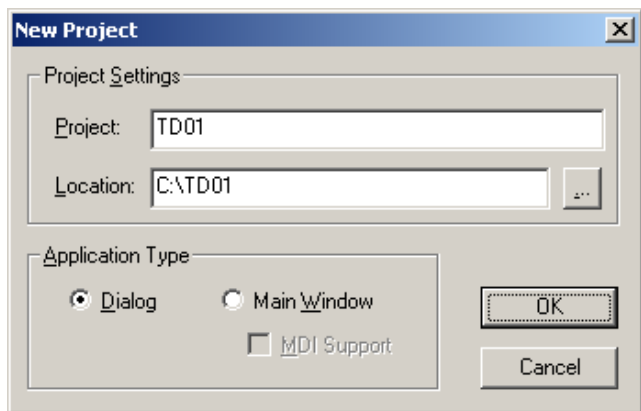 New Project
Project Settings
Project: TD01
Location: C:\TD01 ...
Application Type
Dialog Main Window
MDI Support
OK
Cancel